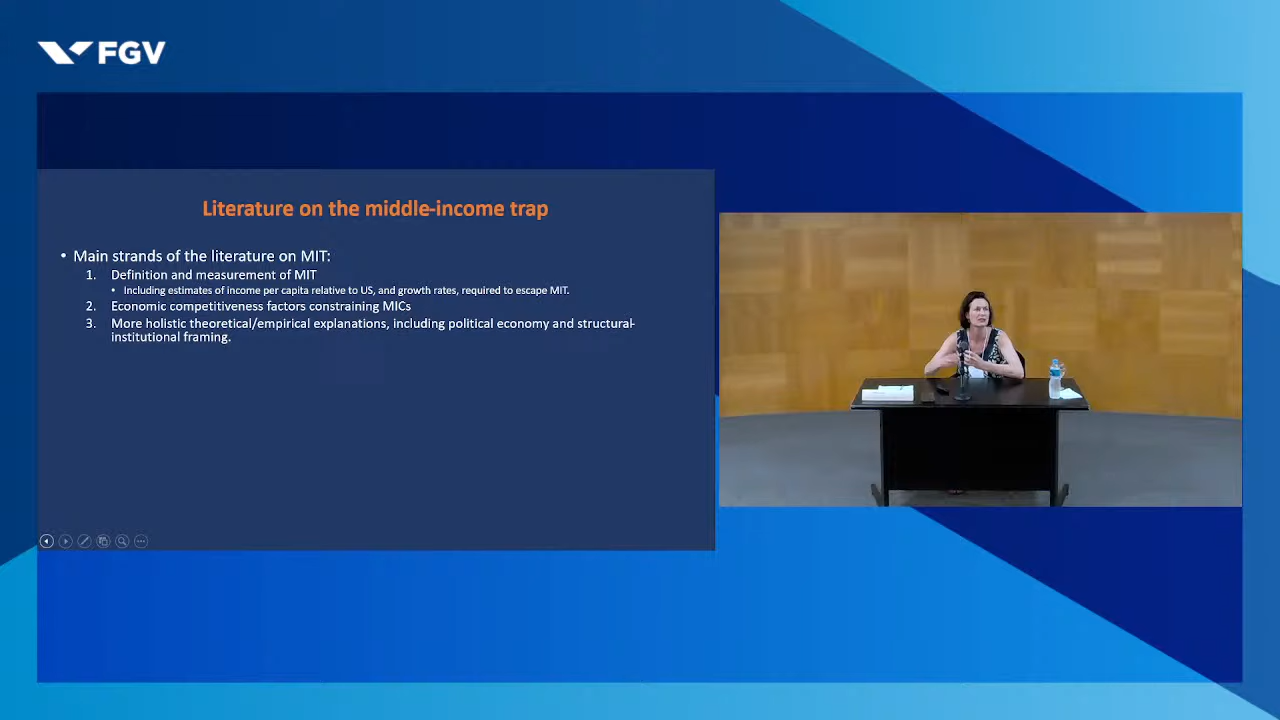 FGV
Literature on the middle-income trap
• Main strands of the literature on MIT:
1. Definition and measurement of MIT
• Including estimates of income per capita relative to US, and growth rates, required to escape MIT.
2. Economic competitiveness factors constraining MICs
3. More holistic theoretical/empirical explanations, including political economy and structural-
institutional framing.